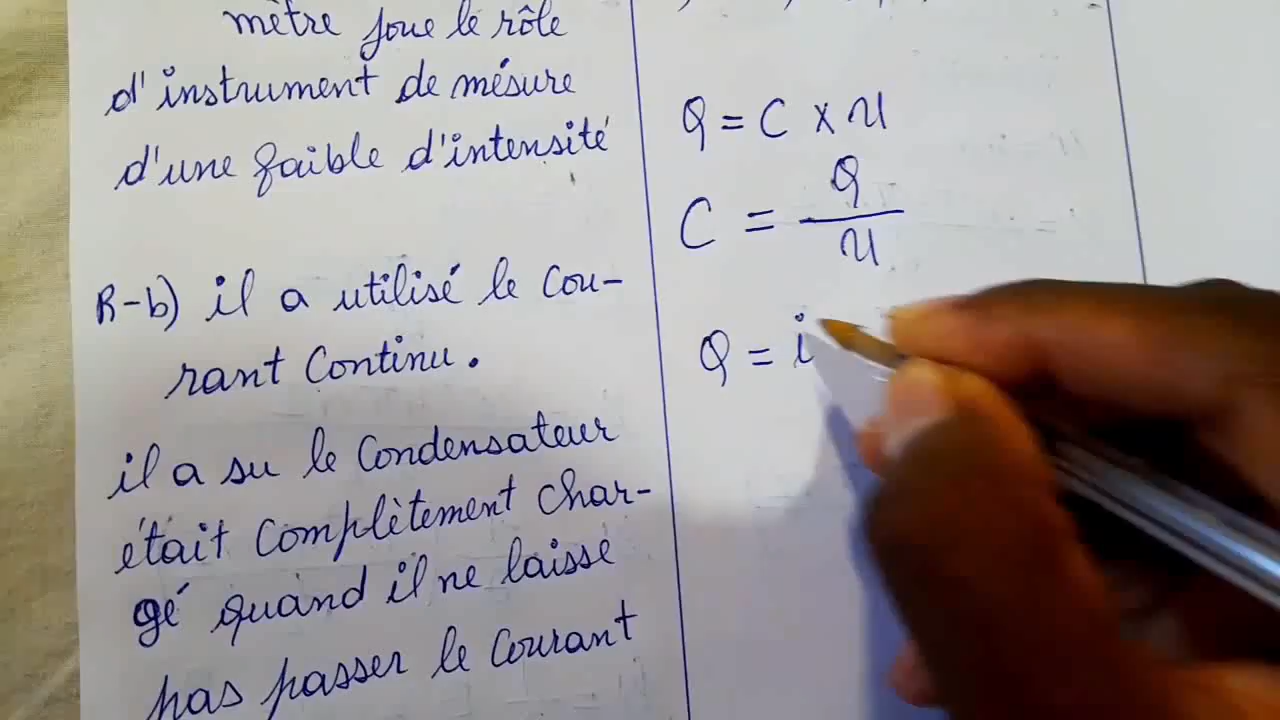 mètre joue le rôle
d'instrument de mésure
d'une faible d'intensité
R-b) il a utilisé le cou-
rant continu.
il a su le condensateur
était complètement char-
gé quand il ne laisse
pas passer le courant
Q = C x U
C = Q
U
Q = i